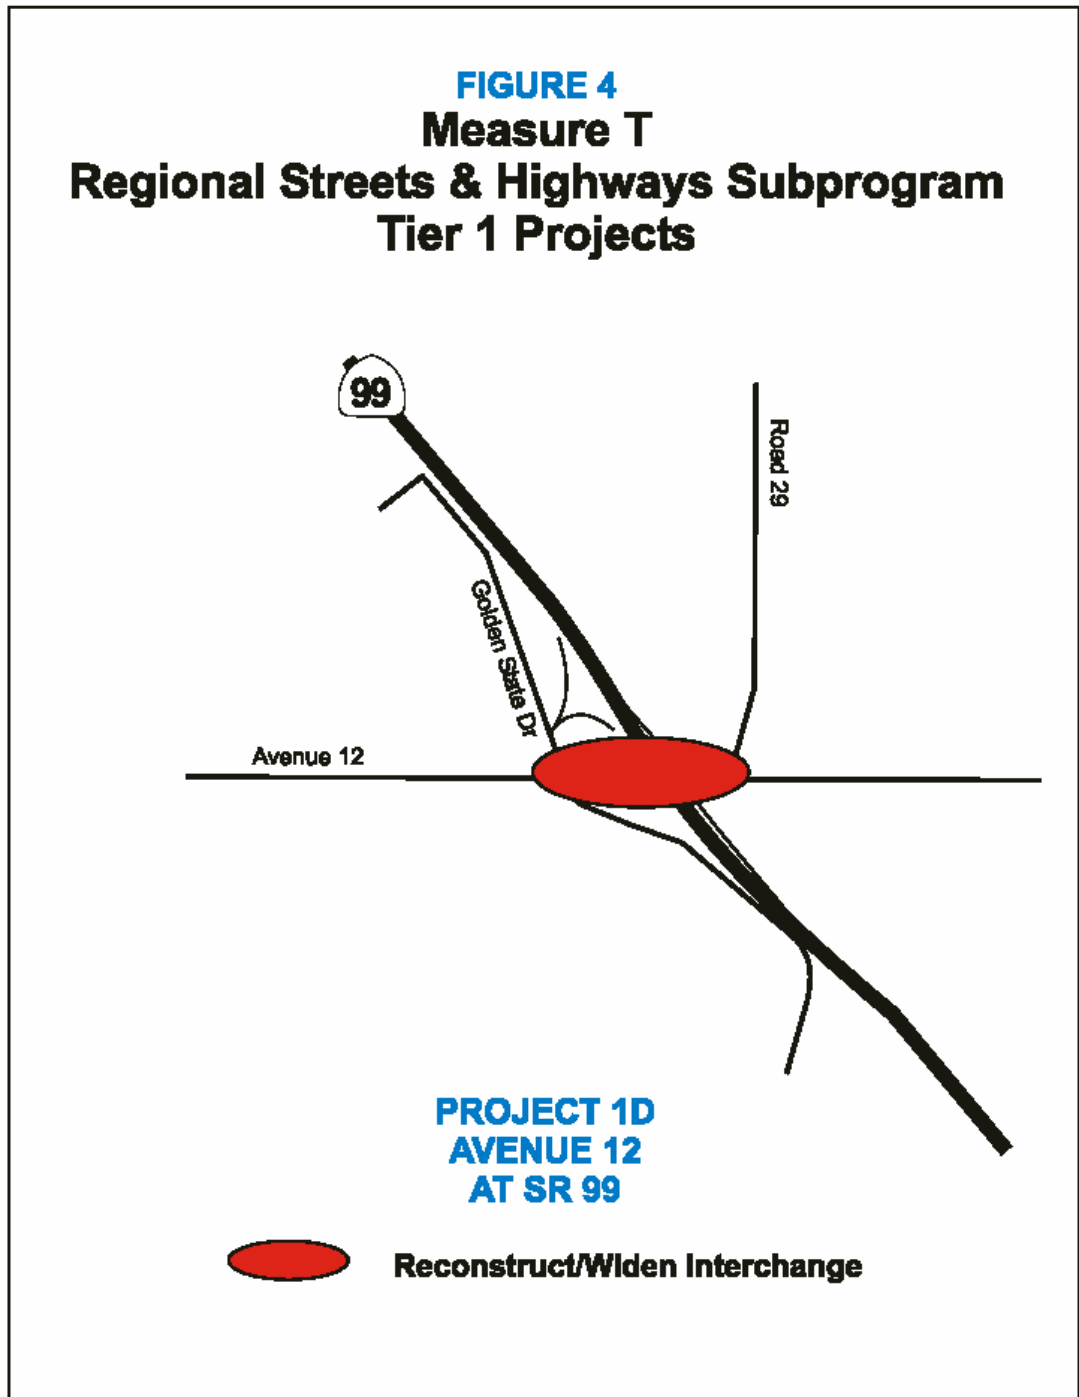 FIGURE 4
Measure T
Regional Streets & Highways Subprogram
Tier 1 Projects
99
Road 29
Golden State Dr
Avenue 12
PROJECT 1D
AVENUE 12
AT SR 99
Reconstruct/Widen Interchange